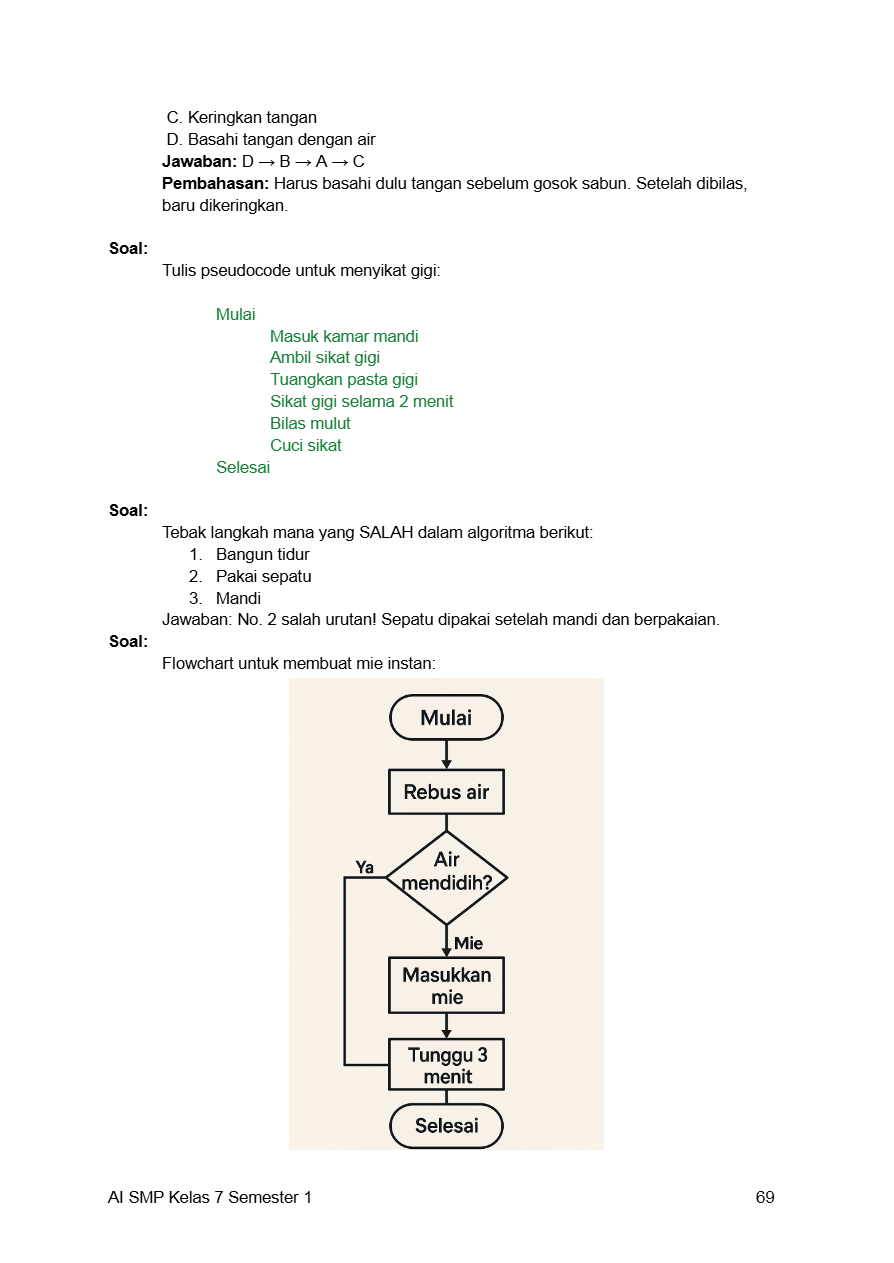 C. Keringkan tangan
D. Basahi tangan dengan air
Jawaban: D → B → A → C
Pembahasan: Harus basahi dulu tangan sebelum gosok sabun. Setelah dibilas,
baru dikeringkan.
Soal:
Tulis pseudocode untuk menyikat gigi:
Mulai
Masuk kamar mandi
Ambil sikat gigi
Tuangkan pasta gigi
Sikat gigi selama 2 menit
Bilas mulut
Cuci sikat
Selesai
Soal:
Tebak langkah mana yang SALAH dalam algoritma berikut:
1. Bangun tidur
2. Pakai sepatu
3. Mandi
Jawaban: No. 2 salah urutan! Sepatu dipakai setelah mandi dan berpakaian.
Soal:
Flowchart untuk membuat mie instan:
Mulai
Rebus air
Air
mendidih?
Ya
Mie
Masukkan
mie
Tunggu 3
menit
Selesai
AI SMP Kelas 7 Semester 1 69